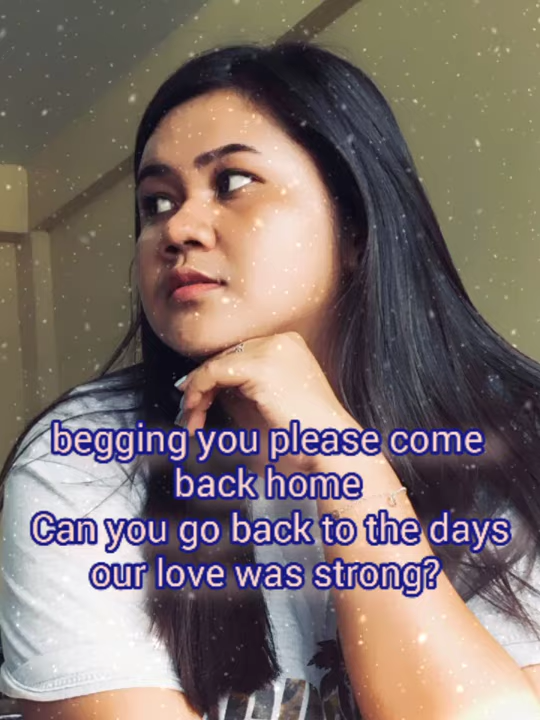 begging you please come
back home
Can you go back to the days
our love was strong?